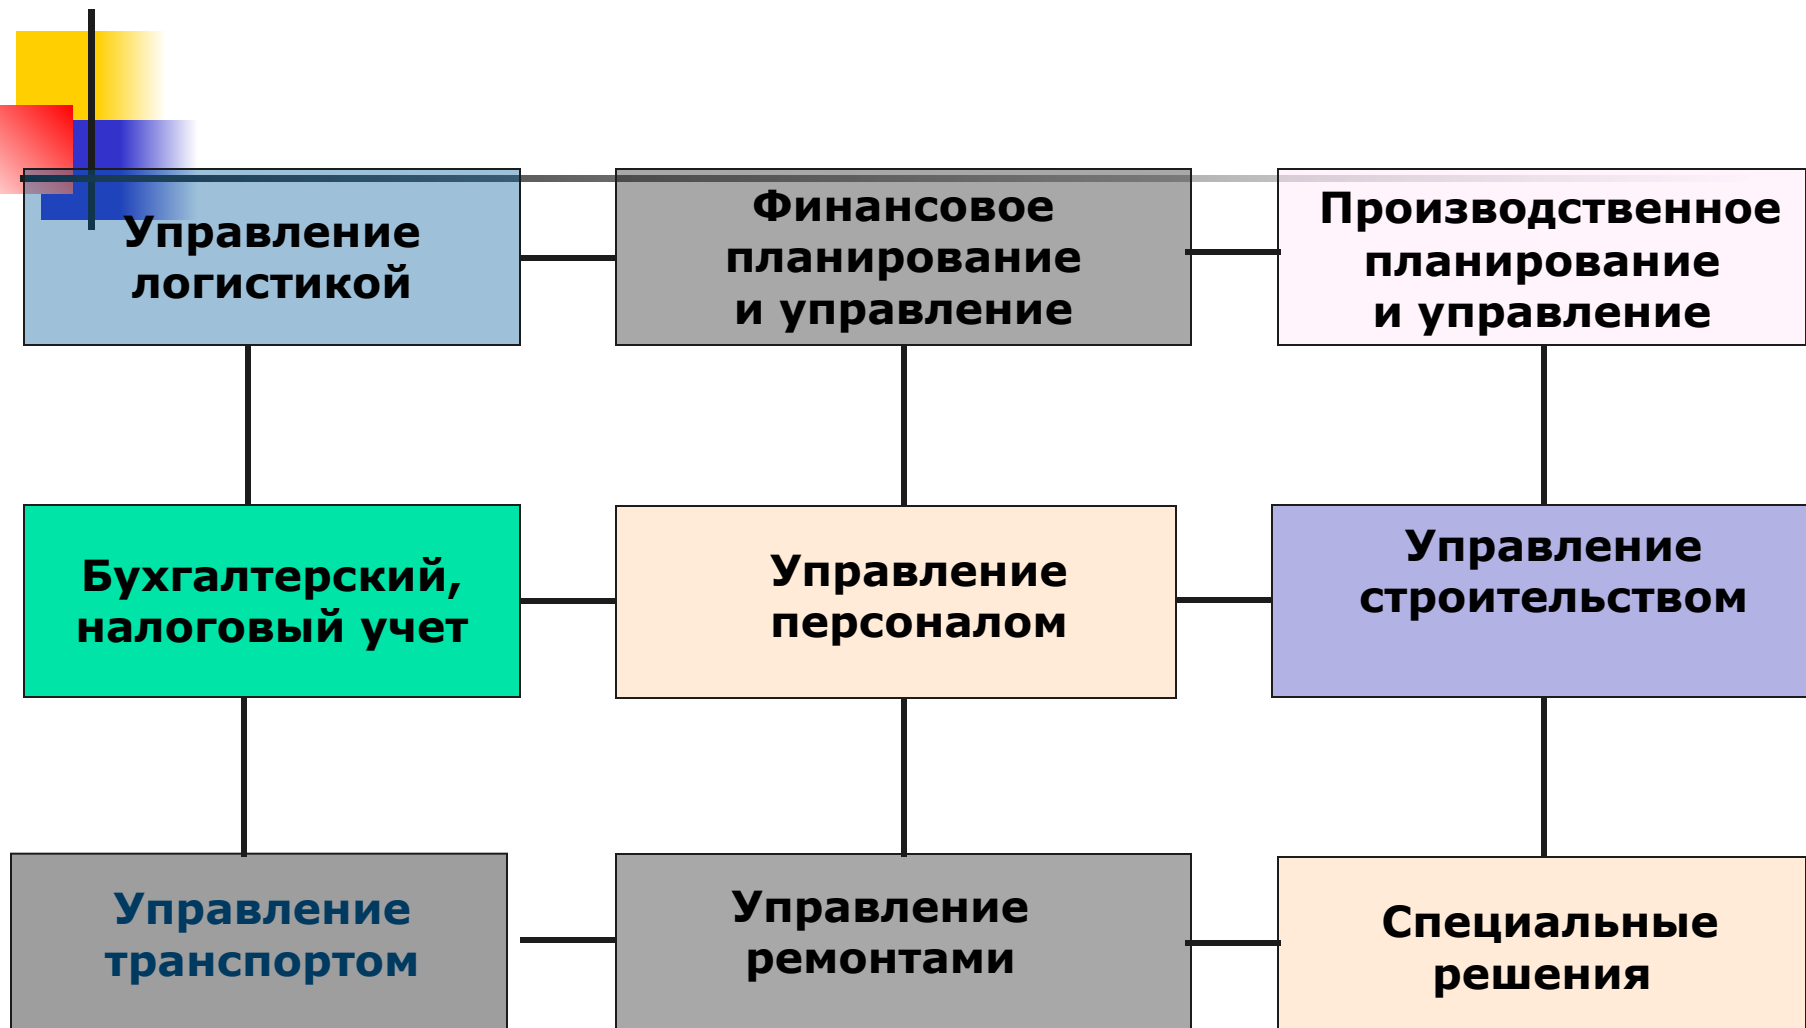 Управление
логистикой
Финансовое
планирование
и управление
Производственное
планирование
и управление
Бухгалтерский,
налоговый учет
Управление
персоналом
Управление
строительством
Управление
транспортом
Управление
ремонтами
Специальные
решения